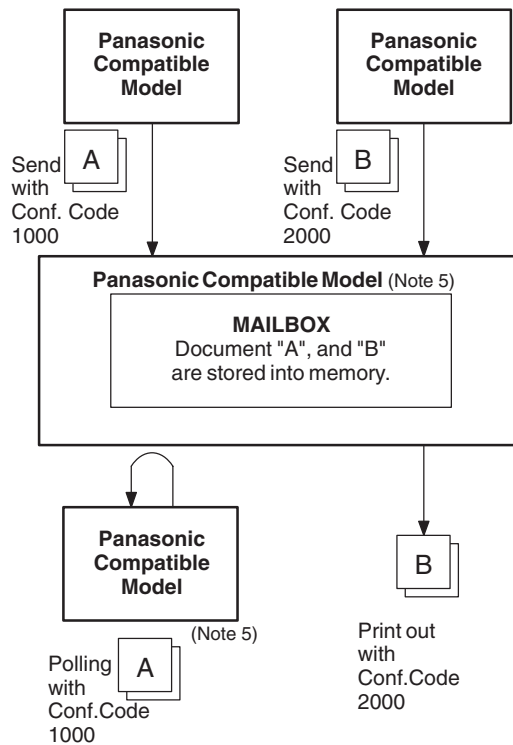 Panasonic
Compatible
Model
Panasonic
Compatible
Model
A
Send
with
Conf. Code
1000
B
Send
with
Conf. Code
2000
Panasonic Compatible Model (Note 5)
MAILBOX
Document "A", and "B"
are stored into memory.
Panasonic
Compatible
Model
(Note 5)
A
Polling
with
Conf.Code
1000
B
Print out
with
Conf.Code
2000